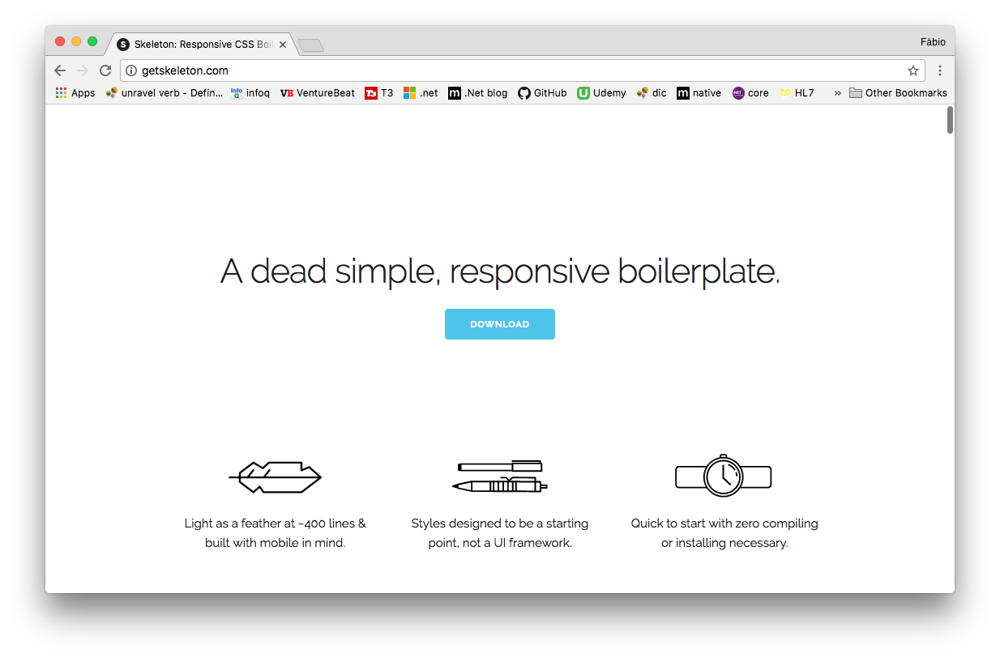 S Skeleton: Responsive CSS Boil
Fábio
getskeleton.com
Apps unravel verb - Defin... infoq VentureBeat T3 .net .Net blog GitHub Udemy dic native core HL7 » Other Bookmarks
A dead simple, responsive boilerplate.
DOWNLOAD
Light as a feather at ~400 lines &
built with mobile in mind.
Styles designed to be a starting
point, not a UI framework.
Quick to start with zero compiling
or installing necessary.